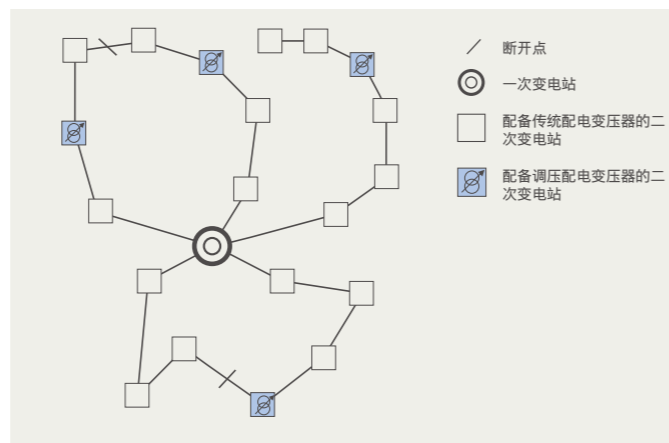 断开点
一次变电站
配备传统配电变压器的二
次变电站
配备调压配电变压器的二
次变电站